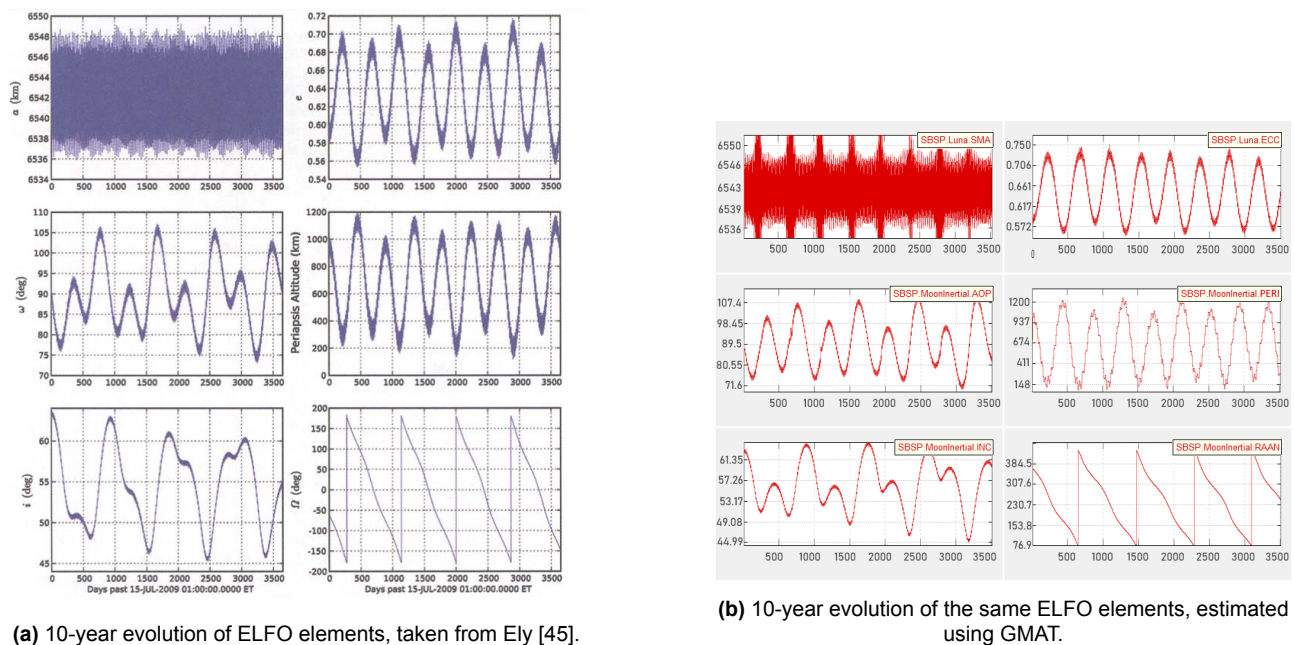 6550
6548
6546
6544
6542
6540
6538
6536
6534
a (km)
0 500 1000 1500 2000 2500 3000 3500
0.72
0.70
0.68
0.66
0.64
0.62
0.60
0.58
0.56
0.54
e
0 500 1000 1500 2000 2500 3000 3500
110
105
100
95
90
85
80
75
70
ω (deg)
0 500 1000 1500 2000 2500 3000 3500
1200
1000
800
600
400
200
0
Periapsis Altitude (km)
0 500 1000 1500 2000 2500 3000 3500
60
55
50
45
i (deg)
0 500 1000 1500 2000 2500 3000 3500
Days past 15-JUL-2009 01:00:00.0000 ET
200
150
100
50
0
-50
-100
-150
-200
Ω (deg)
0 500 1000 1500 2000 2500 3000 3500
Days past 15-JUL-2009 01:00:00.0000 ET
(a) 10-year evolution of ELFO elements, taken from Ely [45].
SBSP.Luna.SMA
6550
6546
6543
6539
6536
500 1000 1500 2000 2500 3000 3500
SBSP.Luna.ECC
0.750
0.706
0.661
0.617
0.572
0
500 1000 1500 2000 2500 3000 3500
SBSP.MoonInertial.AOP
107.4
98.45
89.5
80.55
71.6
500 1000 1500 2000 2500 3000 3500
SBSP.MoonInertial.PERI
1200
937
674
411
148
500 1000 1500 2000 2500 3000 3500
SBSP.MoonInertial.INC
61.35
57.26
53.17
49.08
44.99
500 1000 1500 2000 2500 3000 3500
SBSP.MoonInertial.RAAN
384.5
307.6
230.7
153.8
76.9
500 1000 1500 2000 2500 3000 3500
(b) 10-year evolution of the same ELFO elements, estimated
using GMAT.